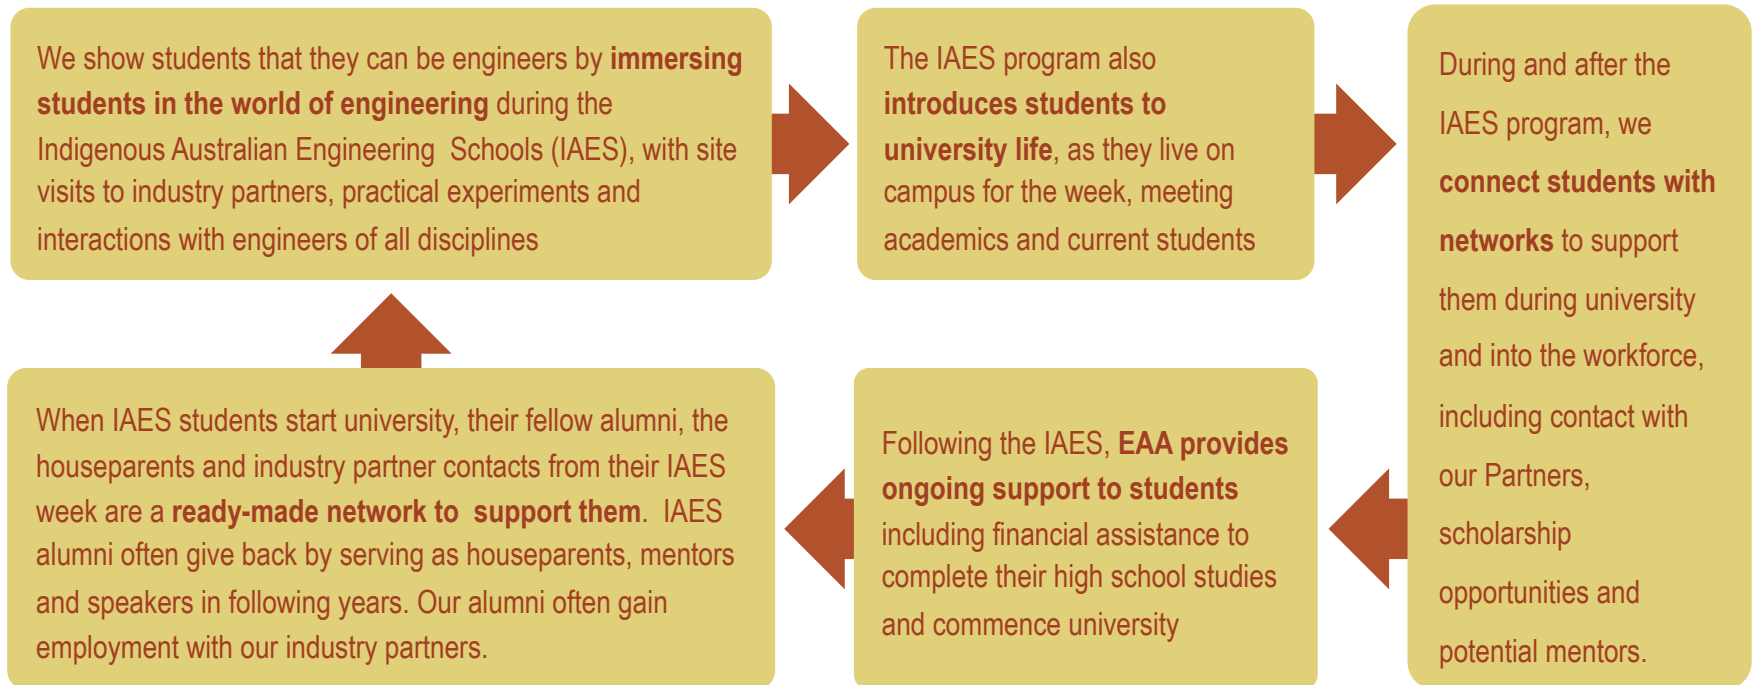 We show students that they can be engineers by immersing
students in the world of engineering during the
Indigenous Australian Engineering Schools (IAES), with site
visits to industry partners, practical experiments and
interactions with engineers of all disciplines
The IAES program also
introduces students to
university life, as they live on
campus for the week, meeting
academics and current students
During and after the
IAES program, we
connect students with
networks to support
them during university
and into the workforce,
including contact with
our Partners,
scholarship
opportunities and
potential mentors.
Following the IAES, EAA provides
ongoing support to students
including financial assistance to
complete their high school studies
and commence university
When IAES students start university, their fellow alumni, the
houseparents and industry partner contacts from their IAES
week are a ready-made network to support them. IAES
alumni often give back by serving as houseparents, mentors
and speakers in following years. Our alumni often gain
employment with our industry partners.